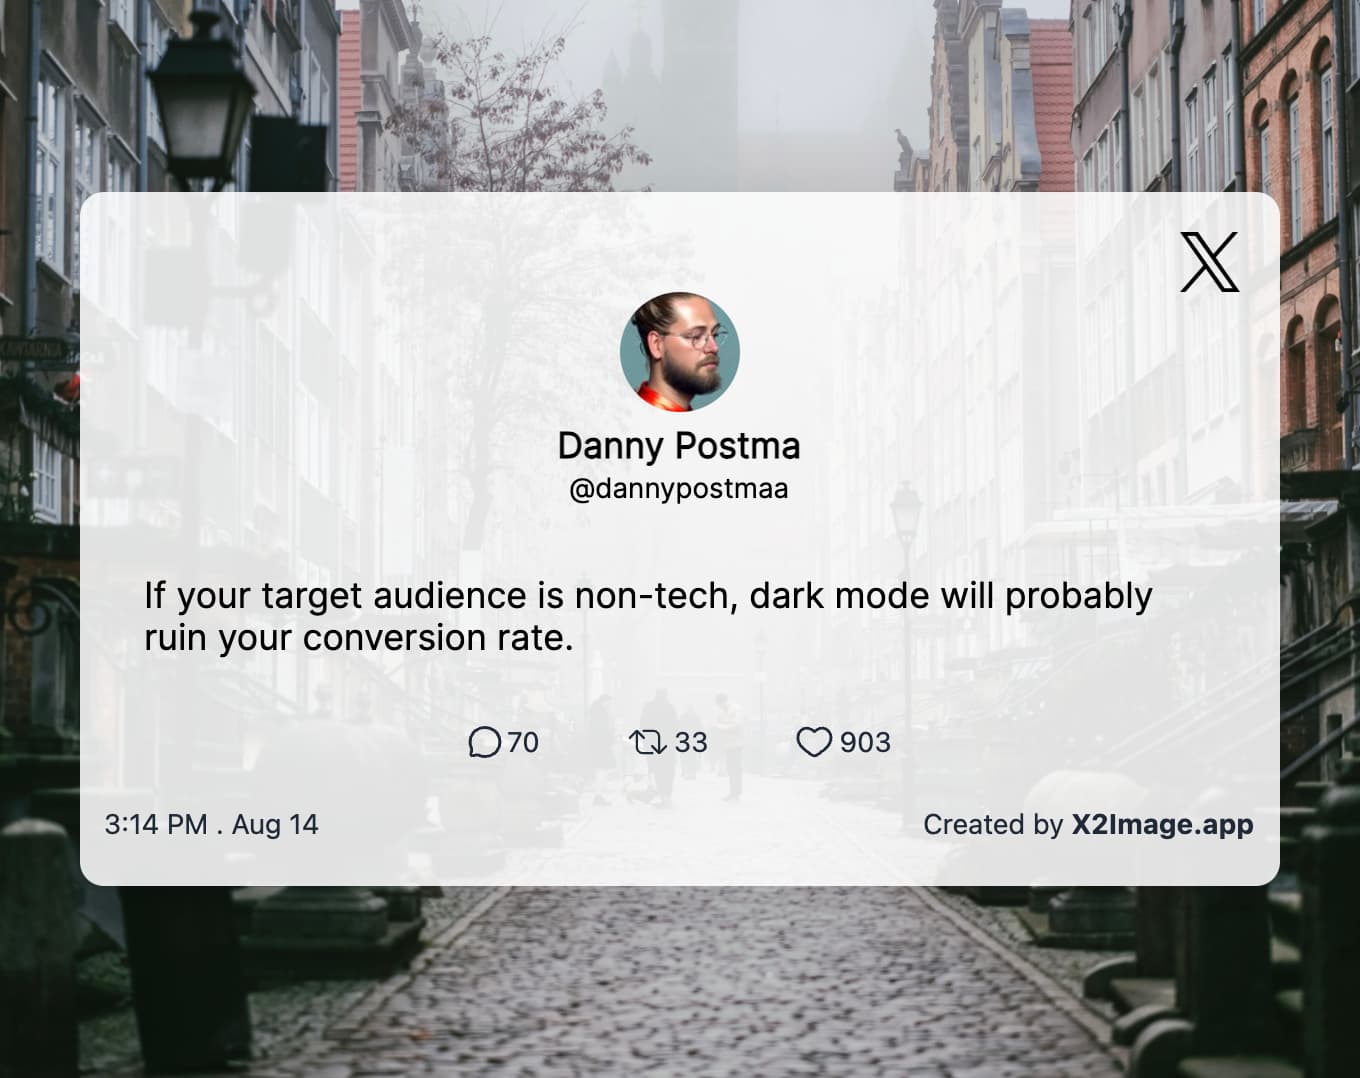 Danny Postma
@dannypostmaa
If your target audience is non-tech, dark mode will probably
ruin your conversion rate.
70 33 903
3:14 PM . Aug 14
Created by X2Image.app